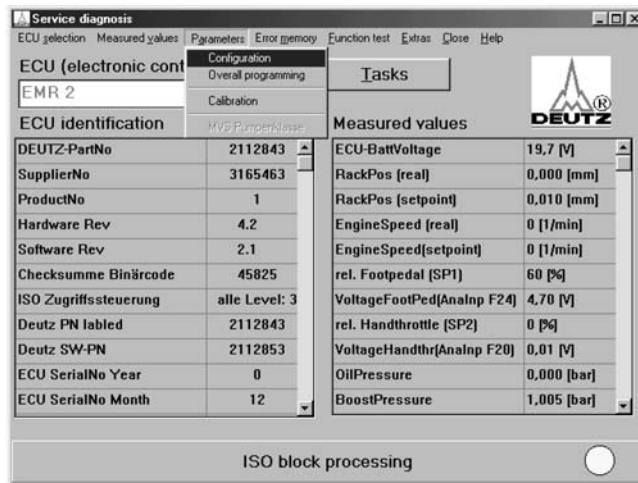 Service diagnosis
ECU selection Measured values Parameters Error memory Function test Extras Close Help
Configuration
Overall programming
Calibration
MV5 Pumpenklasse
ECU (electronic cont
EMR 2
Tasks
DEUTZ ®
ECU identification
DEUTZ-PartNo 2112843
SupplierNo 3165463
ProductNo 1
Hardware Rev 4.2
Software Rev 2.1
Checksumme Binärcode 45825
ISO Zugriffssteuerung alle Level: 3
Deutz PN labled 2112843
Deutz SW-PN 2112853
ECU SerialNo Year 0
ECU SerialNo Month 12
Measured values
ECU-BattVoltage 19,7 [V]
RackPos (real) 0,000 [mm]
RackPos (setpoint) 0,010 [mm]
EngineSpeed (real) 0 [1/min]
EngineSpeed(setpoint) 0 [1/min]
rel. Footpedal (SP1) 60 [%]
VoltageFootPed(AnaInp F24) 4,70 [V]
rel. Handthrottle (SP2) 0 [%]
VoltageHandthr(AnaInp F20) 0,01 [V]
OilPressure 0,000 [bar]
BoostPressure 1,005 [bar]
ISO block processing